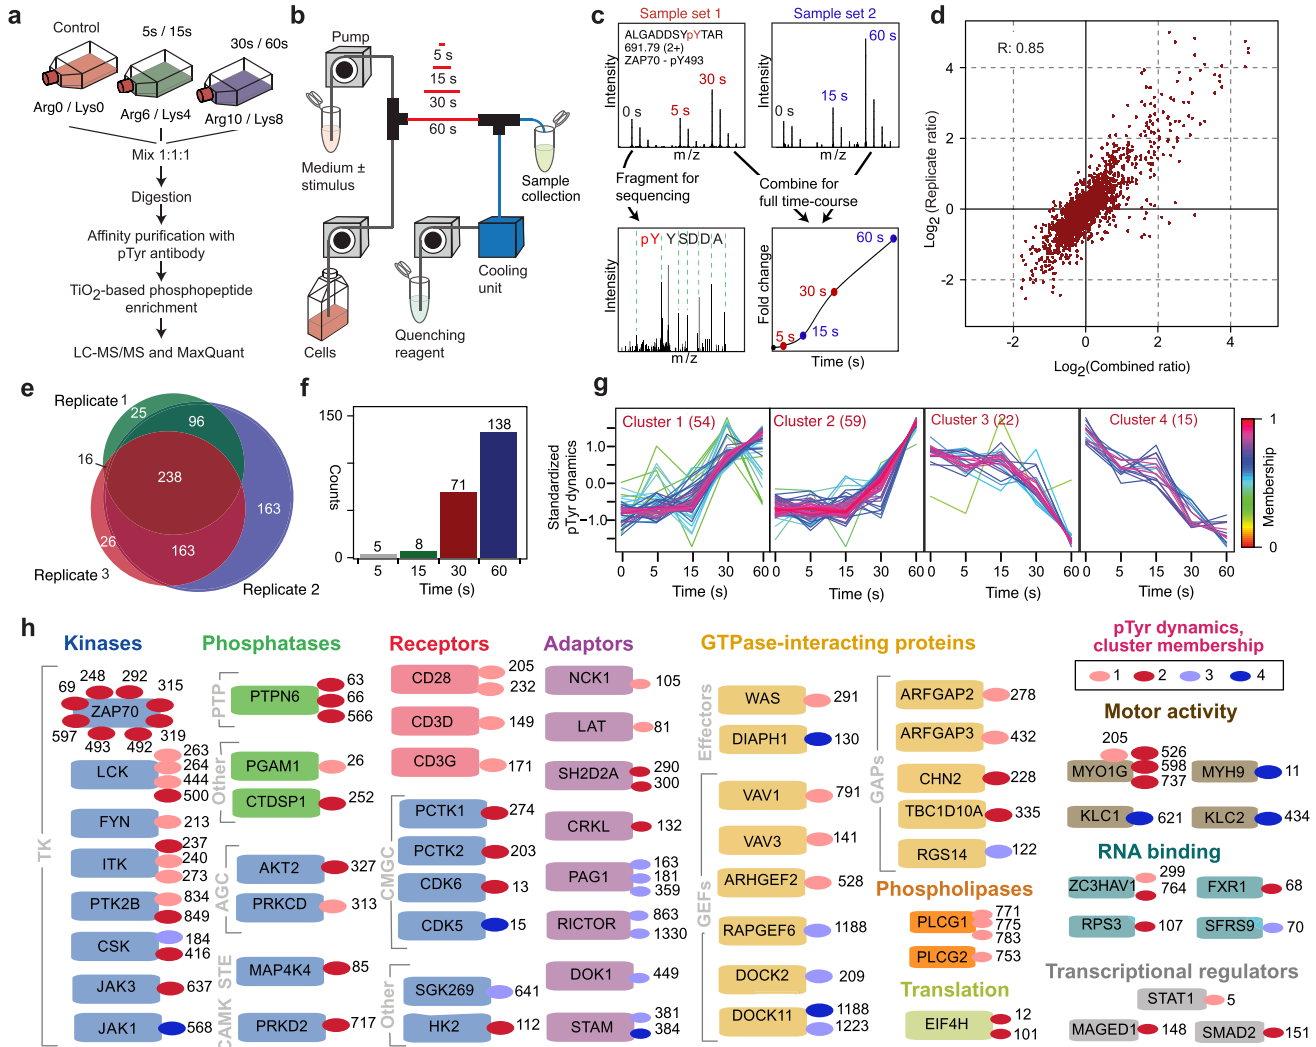 a
Control
5s / 15s
30s / 60s
Arg0 / Lys0
Arg6 / Lys4
Arg10 / Lys8
Mix 1:1:1
Digestion
Affinity purification with
pTyr antibody
TiO2-based phosphopeptide
enrichment
LC-MS/MS and MaxQuant
b
Pump
5 s
15 s
30 s
60 s
Medium ±
stimulus
Sample
collection
Cooling
unit
Cells
Quenching
reagent
c
Sample set 1
Sample set 2
ALGADDSYpYTAR
691.79 (2+)
ZAP70 - pY493
Intensity
0 s
5 s
30 s
m/z
Intensity
0 s
15 s
60 s
m/z
Fragment for
sequencing
Combine for
full time-course
pY Y S D D A
Intensity
m/z
Fold change
5 s
15 s
30 s
60 s
Time (s)
d
R: 0.85
Log2(Replicate ratio)
4
2
0
-2
-2
0
2
4
Log2(Combined ratio)
e
Replicate 1
25
96
16
238
163
26
163
Replicate 3
Replicate 2
f
150
Counts
0
5
8
71
138
5
15
30
60
Time (s)
g
Cluster 1 (54)
Cluster 2 (59)
Cluster 3 (22)
Cluster 4 (15)
Standardized
pTyr dynamics
1.0
0.0
−1.0
0 5 15 30 60
0 5 15 30 60
0 5 15 30 60
0 5 15 30 60
Time (s)
Time (s)
Time (s)
Time (s)
1
0
Membership
h
Kinases
TK
ZAP70
69
248
292
315
597
493
492
319
LCK
263
264
444
500
FYN
213
ITK
237
240
273
PTK2B
834
849
CSK
184
416
JAK3
637
JAK1
568
Phosphatases
PTP
PTPN6
63
66
566
Other
PGAM1
26
CTDSP1
252
AGC
AKT2
327
PRKCD
313
STE
MAP4K4
85
CAMK
PRKD2
717
Receptors
CD28
205
232
CD3D
149
CD3G
171
CMGC
PCTK1
274
PCTK2
203
CDK6
13
CDK5
15
Other
SGK269
641
HK2
112
Adaptors
NCK1
105
LAT
81
SH2D2A
290
300
CRKL
132
PAG1
163
181
359
RICTOR
863
1330
DOK1
449
STAM
381
384
GTPase-interacting proteins
Effectors
WAS
291
DIAPH1
130
GEFs
VAV1
791
VAV3
141
ARHGEF2
528
RAPGEF6
1188
DOCK2
209
DOCK11
1188
1223
GAPs
ARFGAP2
278
ARFGAP3
432
CHN2
228
TBC1D10A
335
RGS14
122
Phospholipases
PLCG1
771
775
783
PLCG2
753
Translation
EIF4H
12
101
pTyr dynamics,
cluster membership
1 2 3 4
Motor activity
205
MYO1G
526
598
737
MYH9
11
KLC1
621
KLC2
434
RNA binding
ZC3HAV1
299
764
FXR1
68
RPS3
107
SFRS9
70
Transcriptional regulators
STAT1
5
MAGED1
148
SMAD2
151